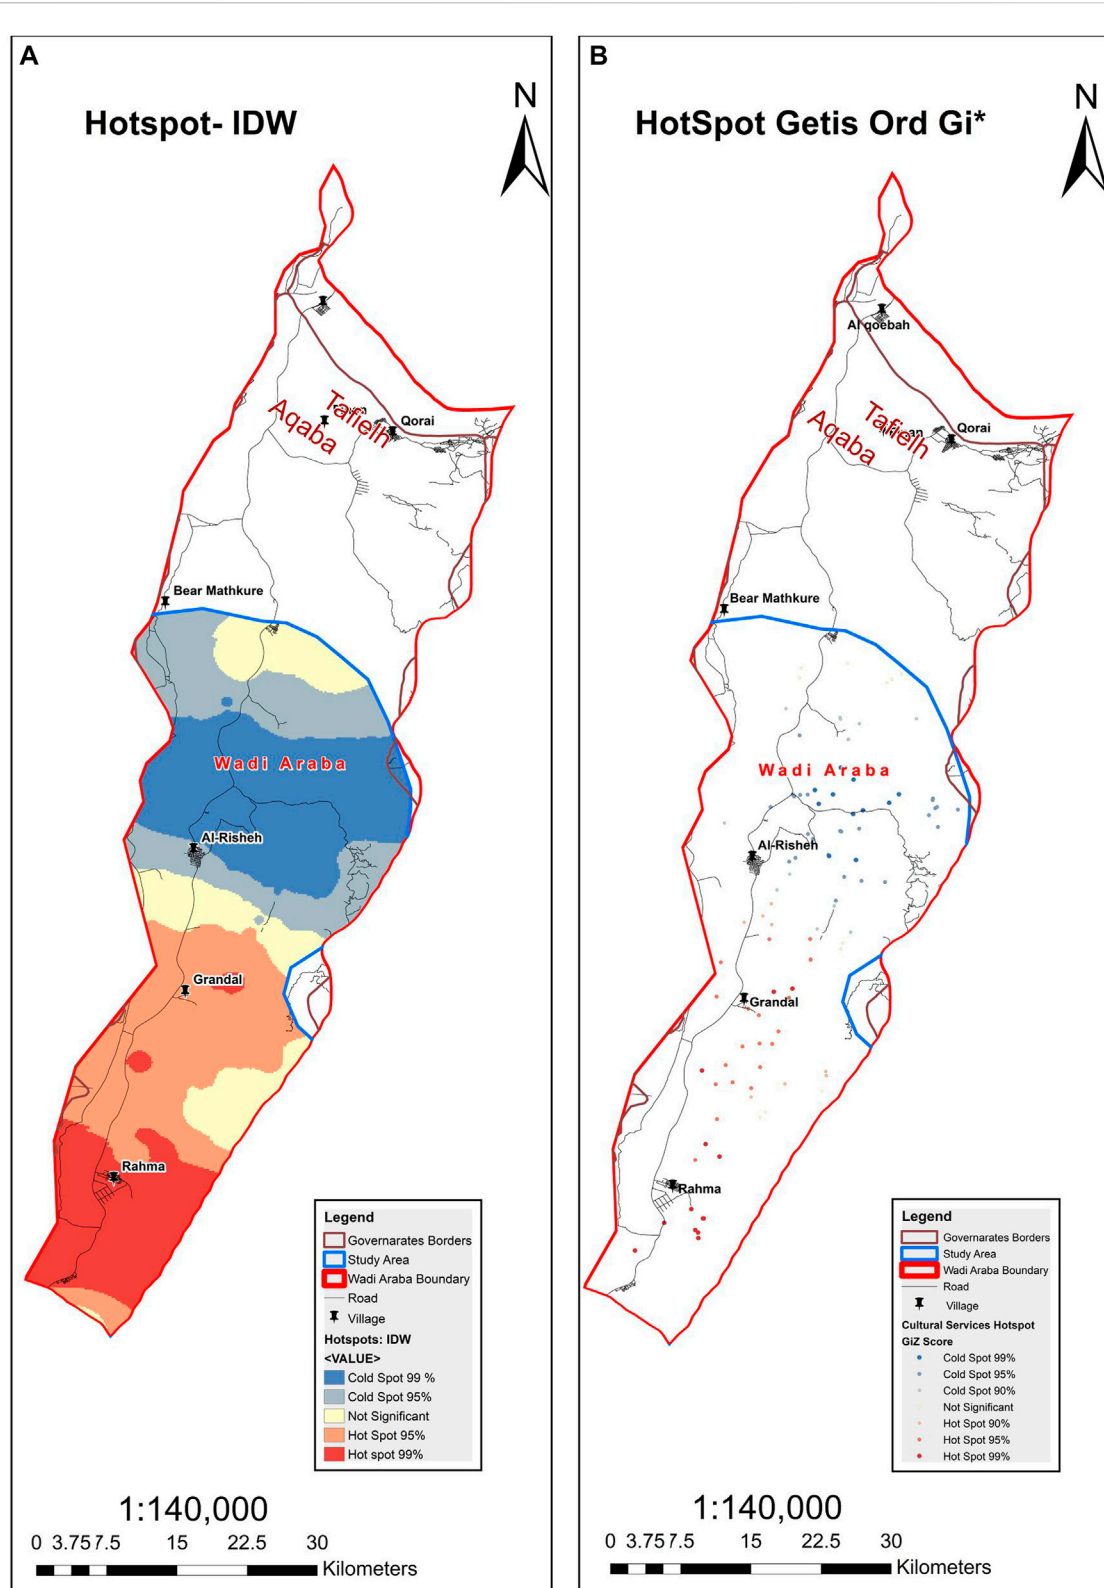 A
N
Hotspot- IDW
Tafielh
Aqaba
Qorai
Bear Mathkure
Wadi Araba
Al-Risheh
Grandal
Rahma
Legend
Governarates Borders
Study Area
Wadi Araba Boundary
Road
Village
Hotspots: IDW
<VALUE>
Cold Spot 99 %
Cold Spot 95%
Not Significant
Hot Spot 95%
Hot spot 99%
1:140,000
0 3.75 7.5 15 22.5 30
Kilometers
B
N
HotSpot Getis Ord Gi*
Al qoebah
Tafielh
Aqaba
Qorai
Bear Mathkure
Wadi Araba
Al-Risheh
Grandal
Rahma
Legend
Governarates Borders
Study Area
Wadi Araba Boundary
Road
Village
Cultural Services Hotspot
GiZ Score
Cold Spot 99%
Cold Spot 95%
Cold Spot 90%
Not Significant
Hot Spot 90%
Hot Spot 95%
Hot Spot 99%
1:140,000
0 3.75 7.5 15 22.5 30
Kilometers